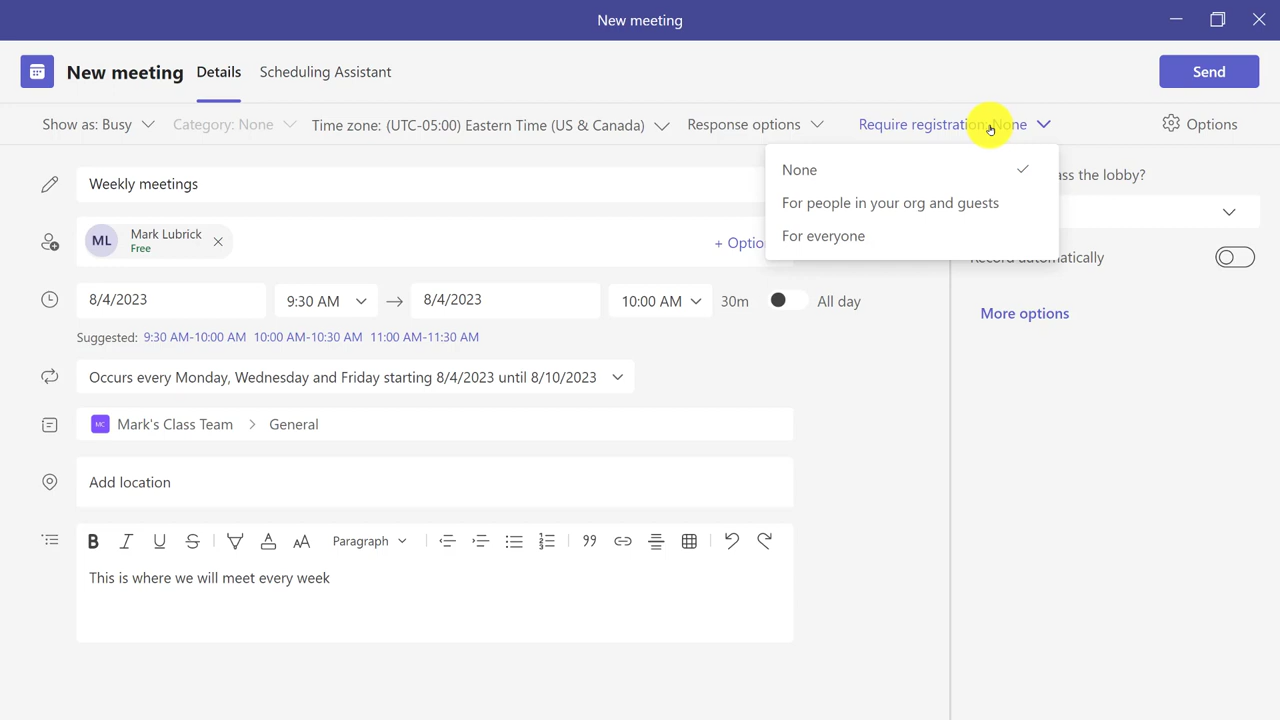 New meeting
New meeting Details Scheduling Assistant Send
Show as: Busy Category: None Time zone: (UTC-05:00) Eastern Time (US & Canada) Response options Require registration: None Options
None
For people in your org and guests
For everyone
Weekly meetings
ass the lobby?
ML Mark Lubrick
Free
+ Optio
Record automatically
8/4/2023 9:30 AM 8/4/2023 10:00 AM 30m All day
More options
Suggested: 9:30 AM-10:00 AM 10:00 AM-10:30 AM 11:00 AM-11:30 AM
Occurs every Monday, Wednesday and Friday starting 8/4/2023 until 8/10/2023
MC Mark's Class Team > General
Add location
B I U S A AA Paragraph
This is where we will meet every week